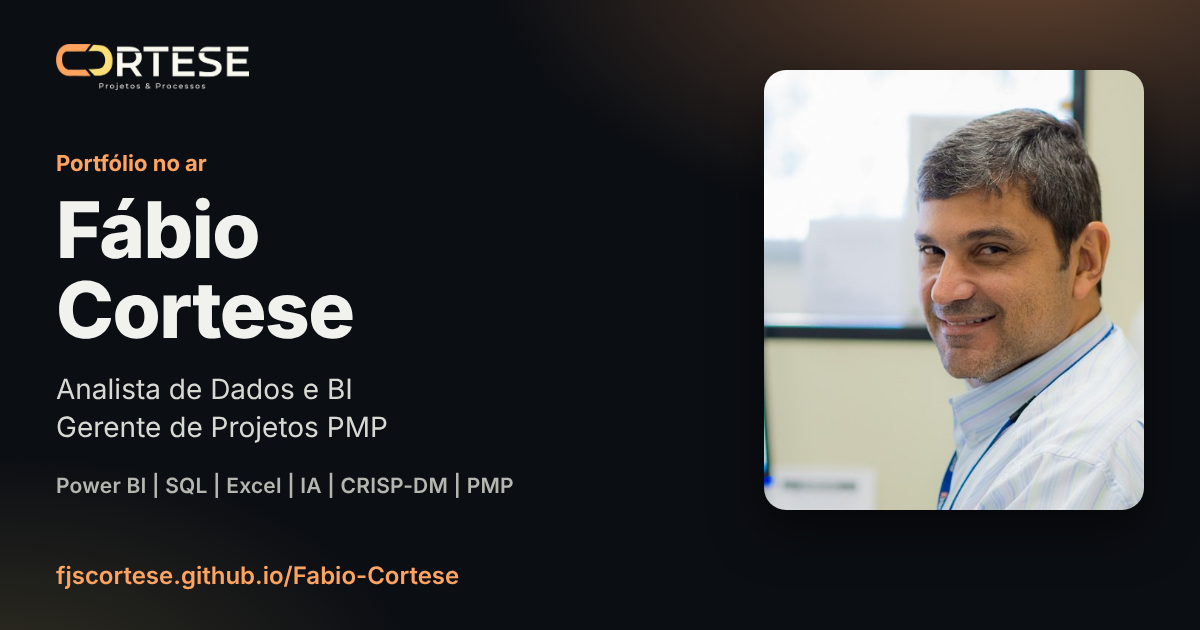 CORTESE
Projetos & Processos
Portfólio no ar
Fábio
Cortese
Analista de Dados e BI
Gerente de Projetos PMP
Power BI | SQL | Excel | IA | CRISP-DM | PMP
fjscortese.github.io/Fabio-Cortese